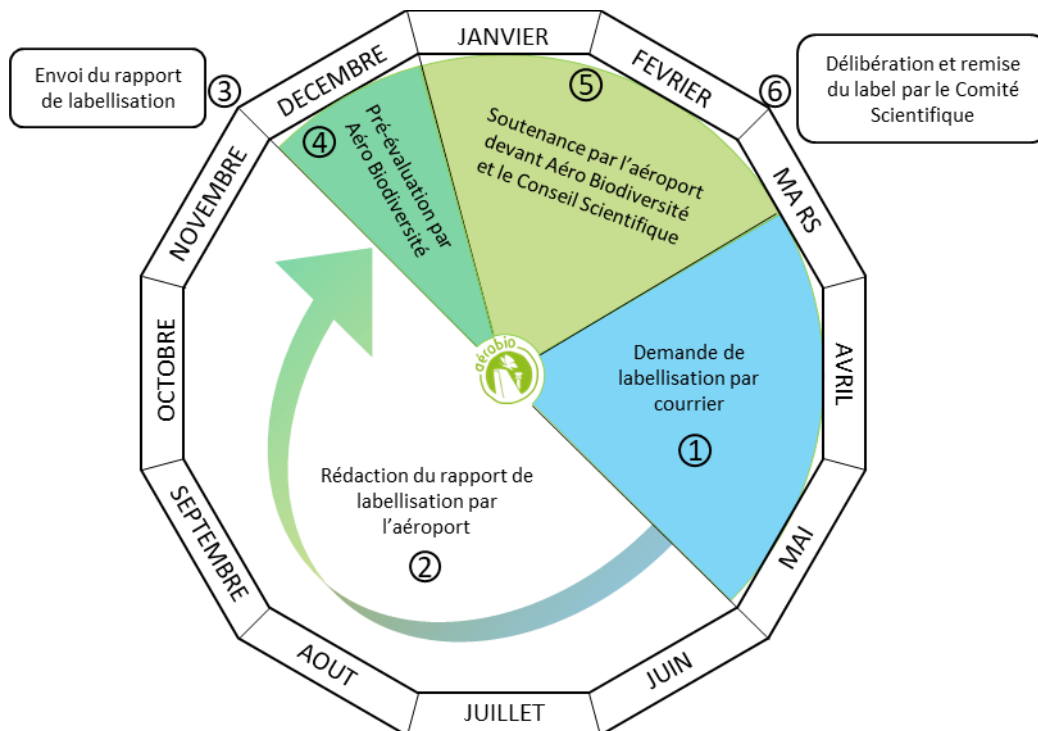 JANVIER
FEVRIER
MA RS
AVRIL
MAI
JUIN
JUILLET
AOUT
SEPTEMBRE
OCTOBRE
NOVEMBRE
DECEMBRE
Demande de
labellisation par
courrier
1
Rédaction du rapport de
labellisation par
l'aéroport
2
Envoi du rapport
de labellisation
3
4
Pré-évaluation par
Aéro Biodiversité
5
Soutenance par l'aéroport
devant Aéro Biodiversité
et le Conseil Scientifique
6
Délibération et remise
du label par le Comité
Scientifique
aérobio